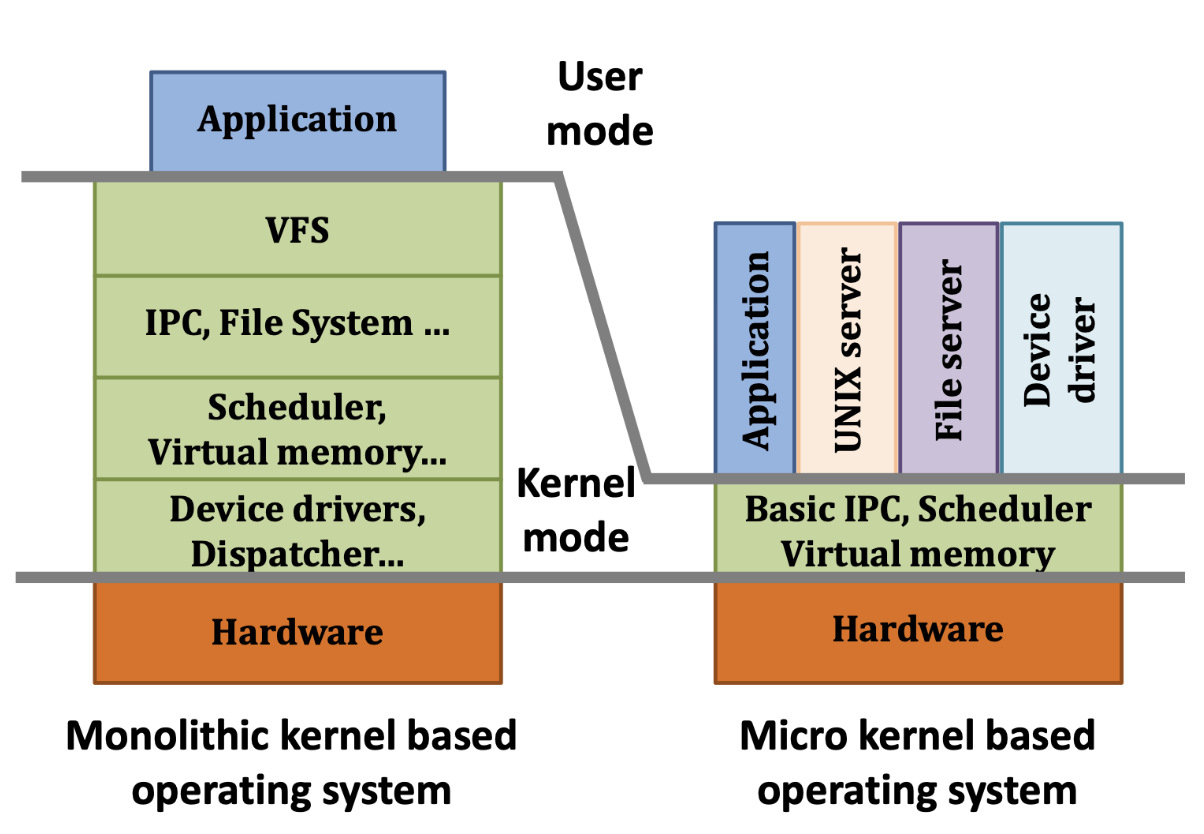 Application
VFS
IPC, File System ...
Scheduler,
Virtual memory...
Device drivers,
Dispatcher...
Hardware
Monolithic kernel based
operating system
User
mode
Kernel
mode
Application
UNIX server
File server
Device
driver
Basic IPC, Scheduler
Virtual memory
Hardware
Micro kernel based
operating system